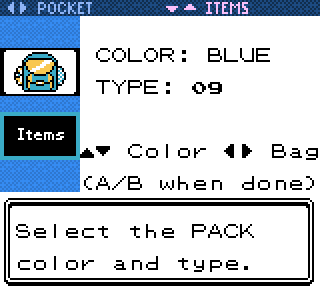 ◀▶ POCKET ▼▲ ITEMS
COLOR: BLUE
TYPE: 09
Items
▲▼ Color ◀▶ Bag
(A/B when done)
Select the PACK
color and type.